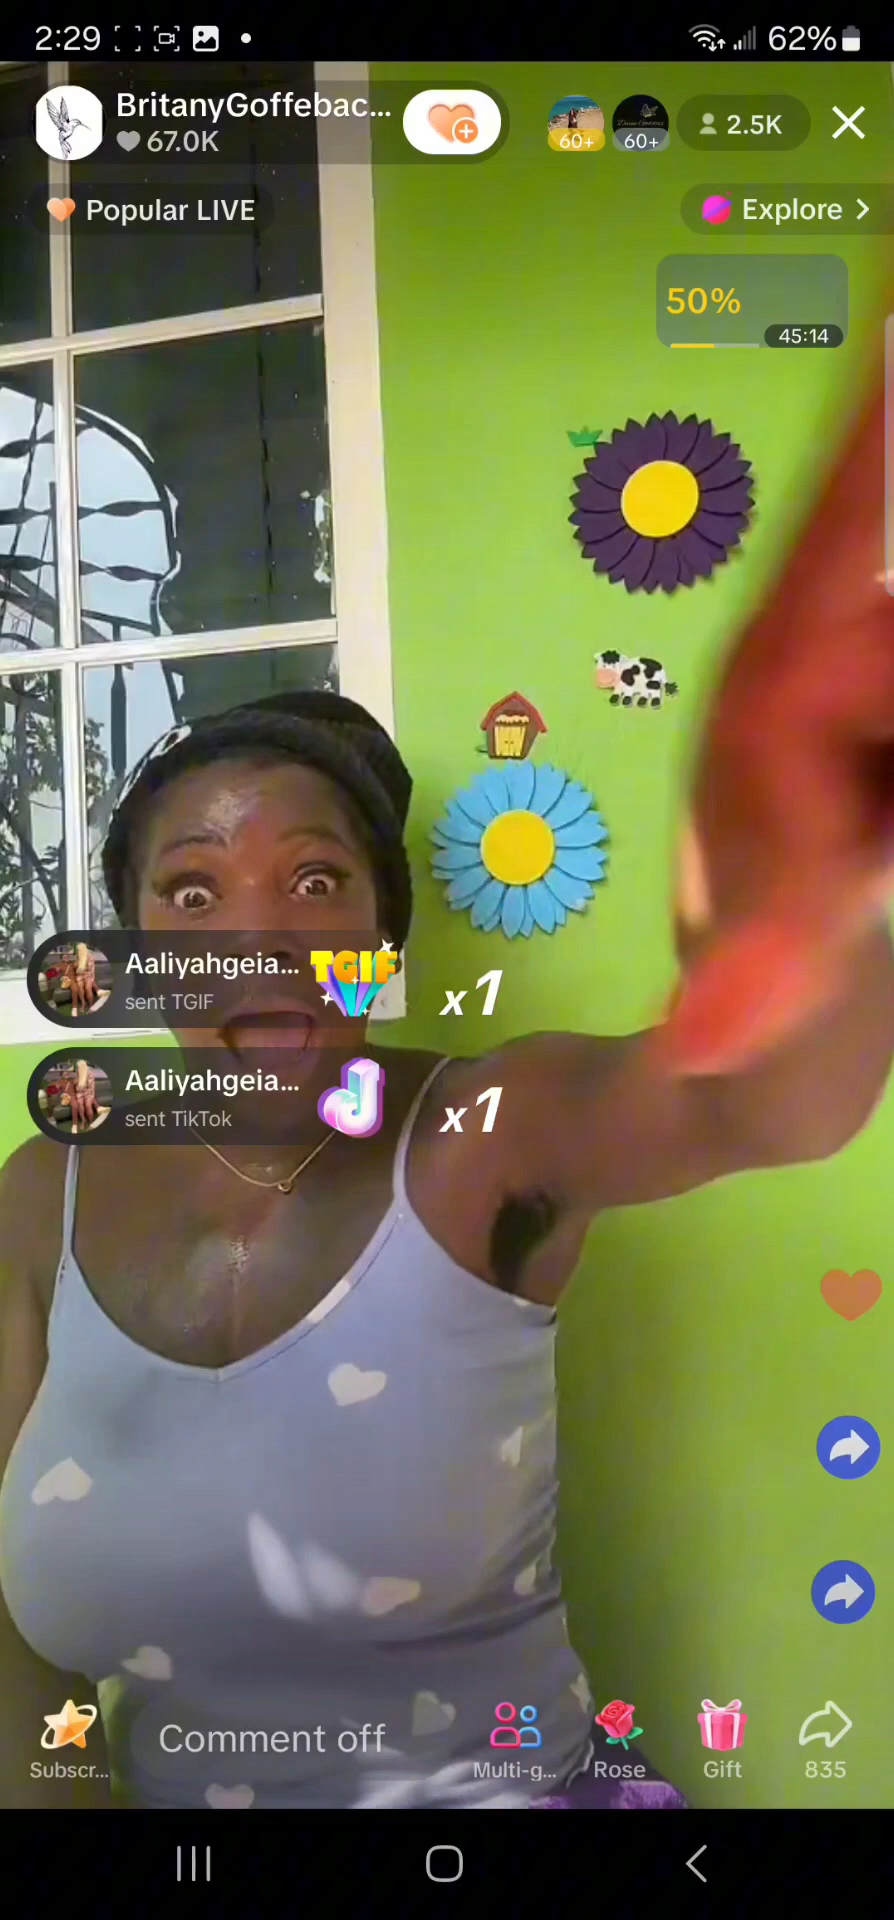 2:29
62%
BritanyGoffebac...
67.0K
60+
60+
2.5K
Popular LIVE
Explore
50%
45:14
Aaliyahgeia...
sent TGIF
TGIF
x1
Aaliyahgeia...
sent TikTok
x1
Subscr...
Comment off
Multi-g...
Rose
Gift
835